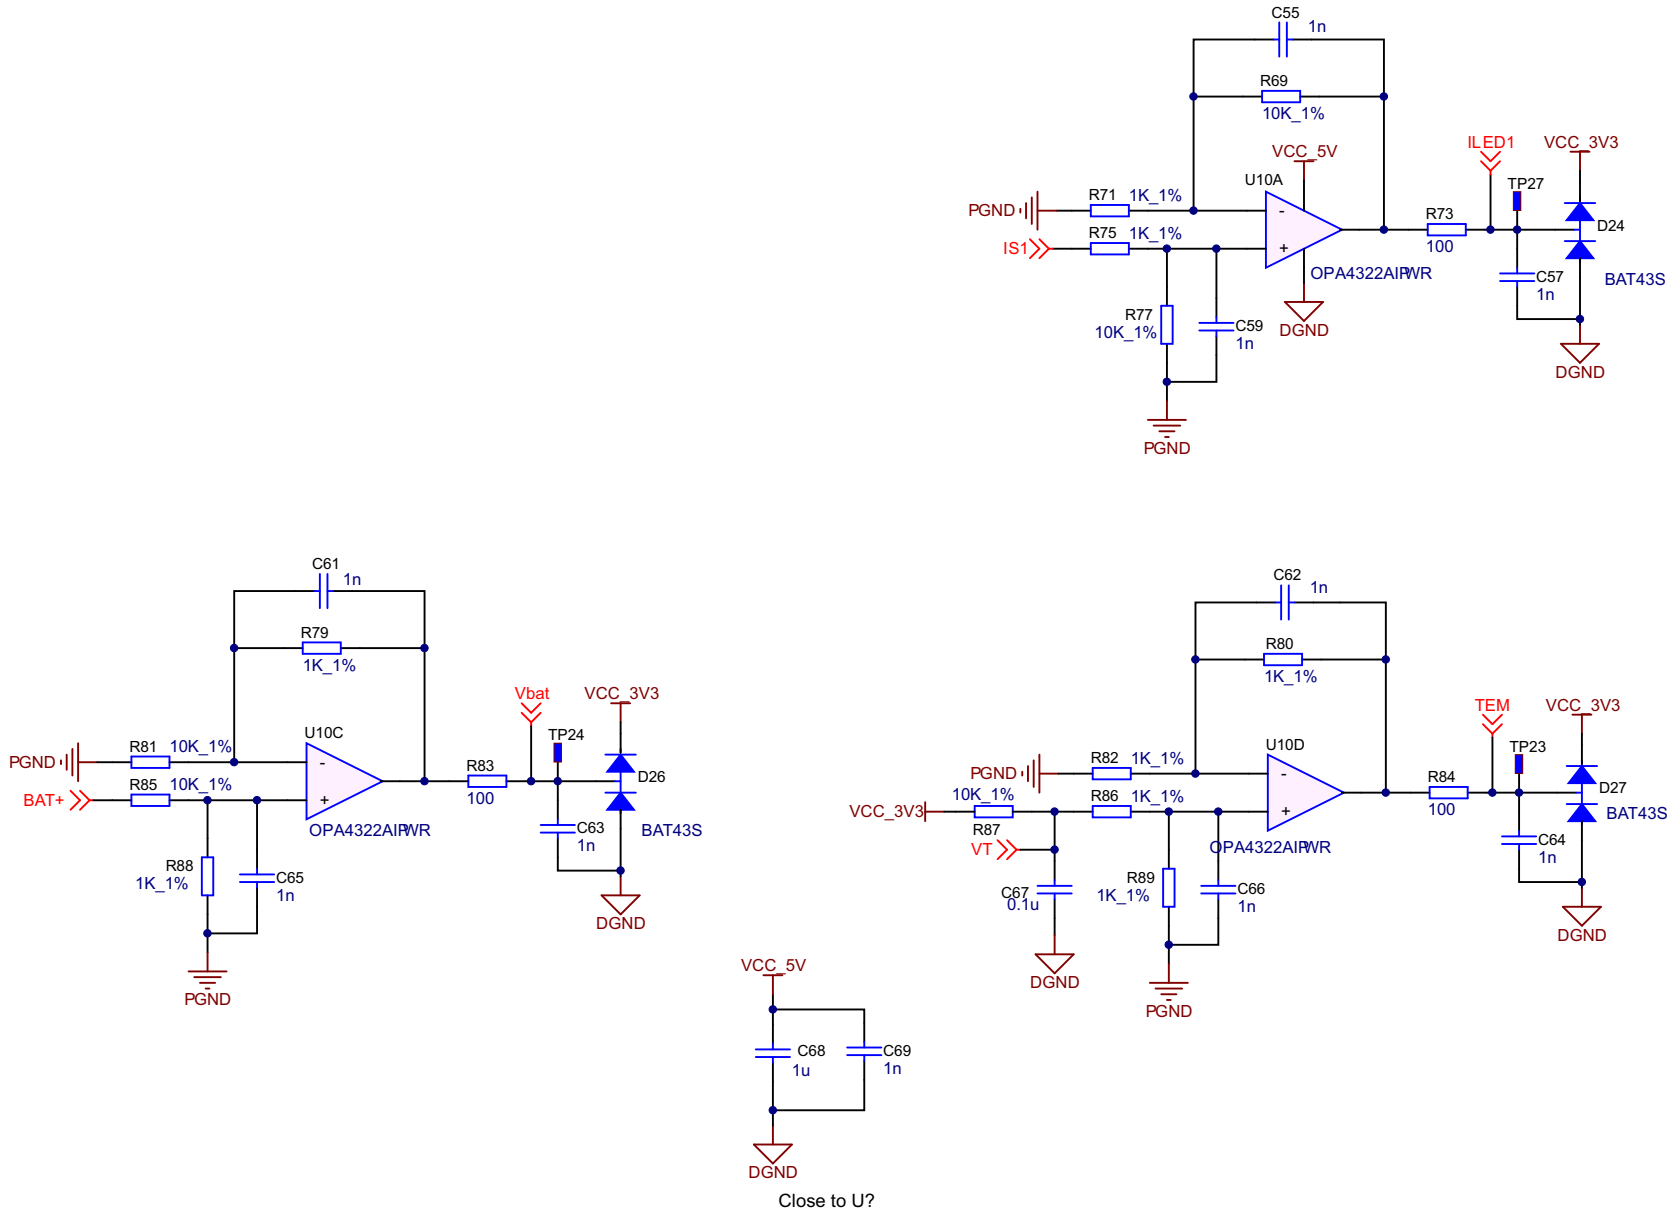 C55
1n
R69
10K_1%
VCC_5V
U10A
ILED1
VCC_3V3
TP27
R71 1K_1%
PGND
-
R73
D24
R75 1K_1%
IS1
+
100
OPA4322AIPWR
C57
1n
BAT43S
R77
10K_1%
C59
1n
DGND
DGND
PGND
C61
1n
R79
1K_1%
Vbat
VCC_3V3
U10C
TP24
R81 10K_1%
PGND
-
R83
D26
R85 10K_1%
BAT+
+
100
OPA4322AIPWR
C63
1n
BAT43S
R88
1K_1%
C65
1n
DGND
PGND
C62
1n
R80
1K_1%
TEM
VCC_3V3
U10D
TP23
R82 1K_1%
PGND
-
R84
D27
10K_1%
R86 1K_1%
VCC_3V3
+
100
BAT43S
R87
VT
OPA4322AIPWR
C64
1n
C67
0.1u
R89
1K_1%
C66
1n
DGND
DGND
PGND
VCC_5V
C68
1u
C69
1n
DGND
Close to U?